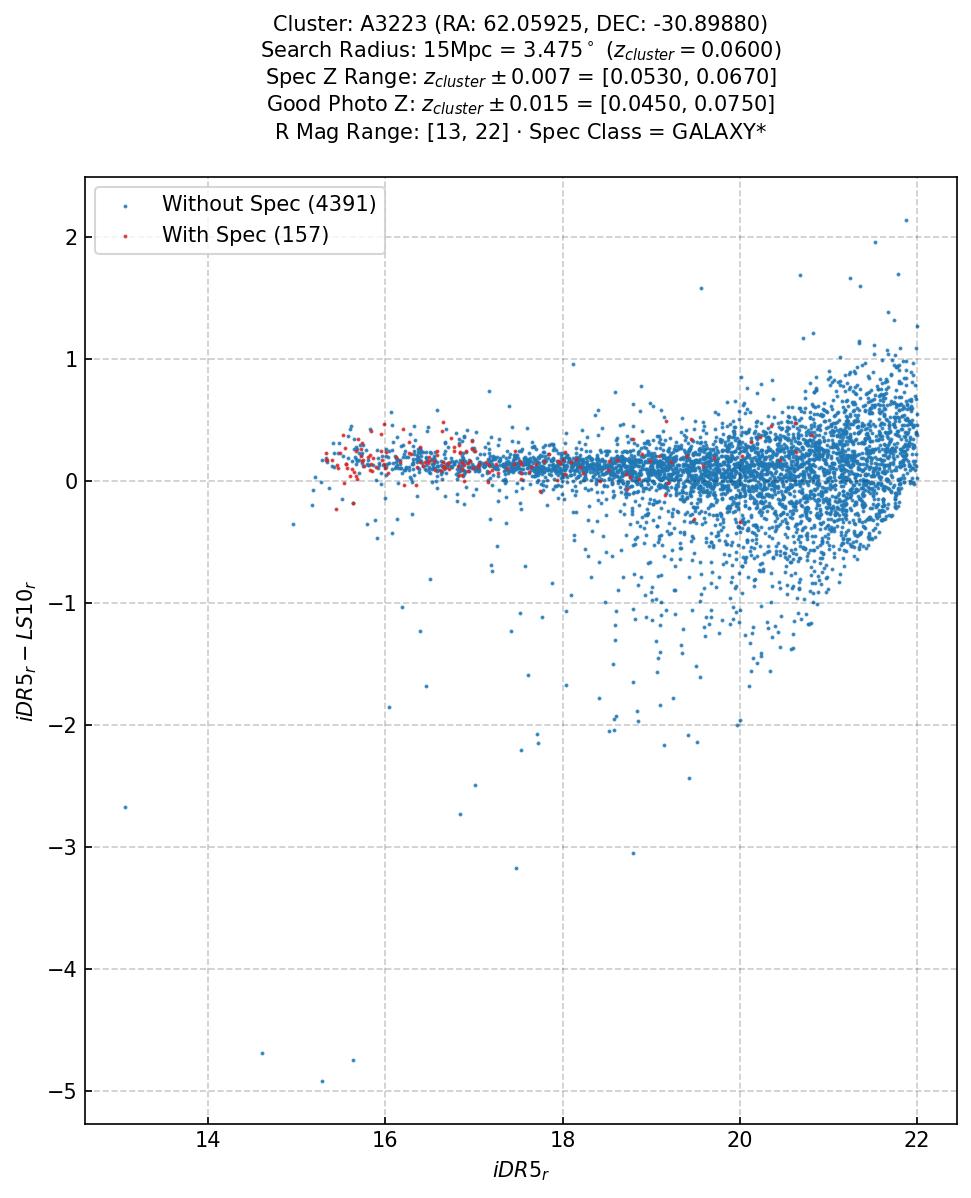 Cluster: A3223 (RA: 62.05925, DEC: -30.89880)
Search Radius: 15Mpc = 3.475° (z_cluster = 0.0600)
Spec Z Range: z_cluster ± 0.007 = [0.0530, 0.0670]
Good Photo Z: z_cluster ± 0.015 = [0.0450, 0.0750]
R Mag Range: [13, 22] · Spec Class = GALAXY*
Without Spec (4391)
With Spec (157)
2
1
0
−1
−2
−3
−4
−5
iDR5_r − LS10_r
14 16 18 20 22
iDR5_r